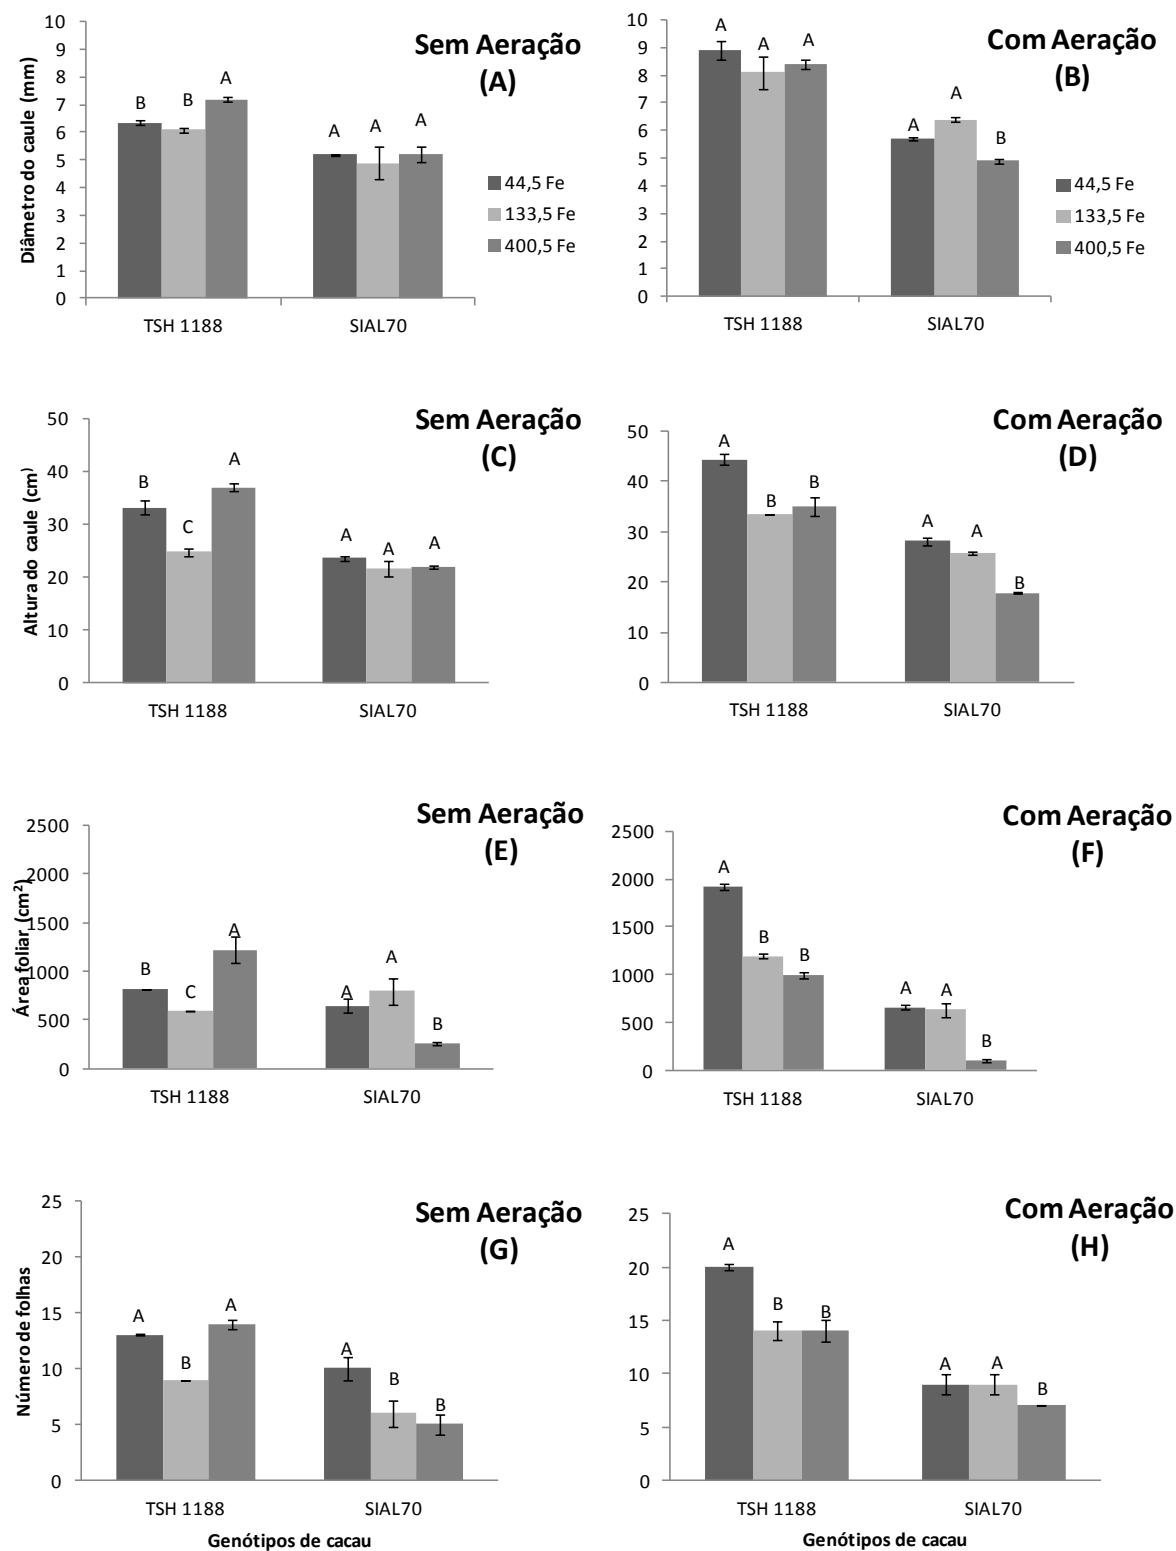 Sem Aeração
(A)
Diâmetro do caule (mm)
10
9
8
7
6
5
4
3
2
1
0
B
B
A
A
A
A
44,5 Fe
133,5 Fe
400,5 Fe
TSH 1188
SIAL70
Com Aeração
(B)
10
9
8
7
6
5
4
3
2
1
0
A
A
A
A
A
B
44,5 Fe
133,5 Fe
400,5 Fe
TSH 1188
SIAL70
Sem Aeração
(C)
Altura do caule (cm)
50
40
30
20
10
0
B
C
A
A
A
A
TSH 1188
SIAL70
Com Aeração
(D)
50
40
30
20
10
0
A
B
B
A
A
B
TSH 1188
SIAL70
Sem Aeração
(E)
Área foliar (cm²)
2500
2000
1500
1000
500
0
B
C
A
A
A
B
TSH 1188
SIAL70
Com Aeração
(F)
2500
2000
1500
1000
500
0
A
B
B
A
A
B
TSH 1188
SIAL70
Sem Aeração
(G)
Número de folhas
25
20
15
10
5
0
A
B
A
A
B
B
TSH 1188
SIAL70
Genótipos de cacau
Com Aeração
(H)
25
20
15
10
5
0
A
B
B
A
A
B
TSH 1188
SIAL70
Genótipos de cacau